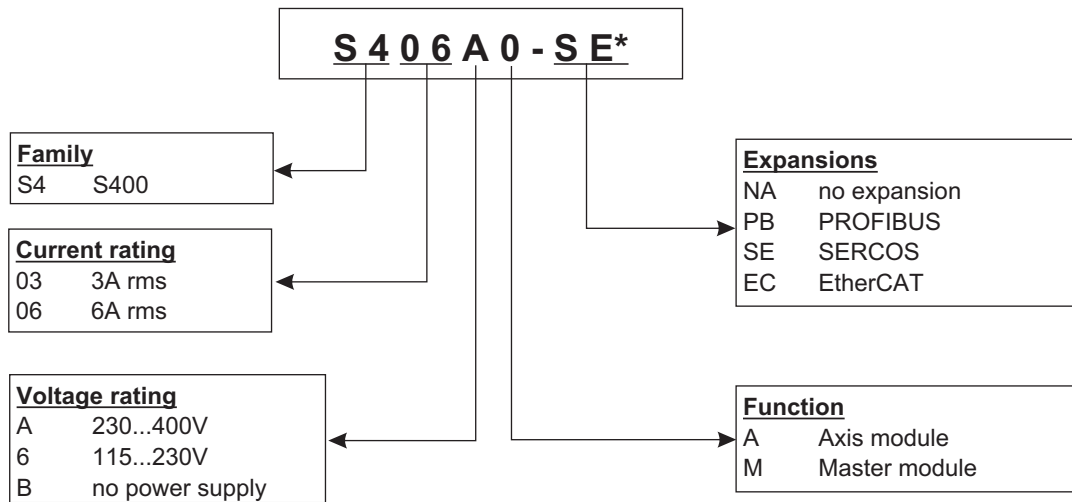 S406A0-SE*
Family
S4 S400
Current rating
03 3A rms
06 6A rms
Voltage rating
A 230...400V
6 115...230V
B no power supply
Expansions
NA no expansion
PB PROFIBUS
SE SERCOS
EC EtherCAT
Function
A Axis module
M Master module